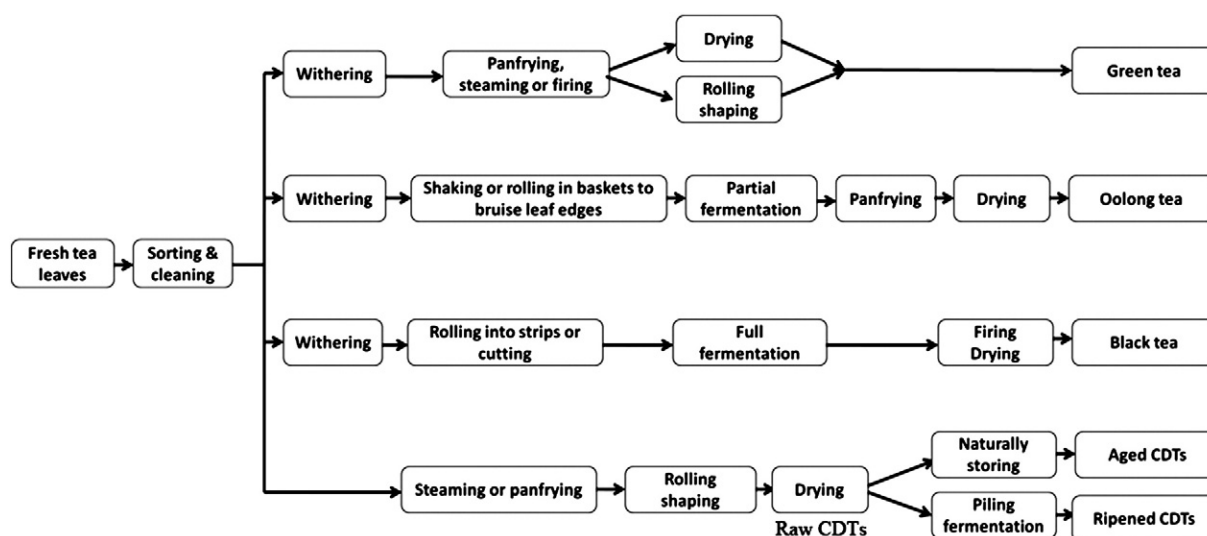 Fresh tea
leaves
Sorting &
cleaning
Withering
Panfrying,
steaming or firing
Drying
Rolling
shaping
Green tea
Withering
Shaking or rolling in baskets to
bruise leaf edges
Partial
fermentation
Panfrying
Drying
Oolong tea
Withering
Rolling into strips or
cutting
Full
fermentation
Firing
Drying
Black tea
Steaming or panfrying
Rolling
shaping
Drying
Raw CDTs
Naturally
storing
Aged CDTs
Piling
fermentation
Ripened CDTs